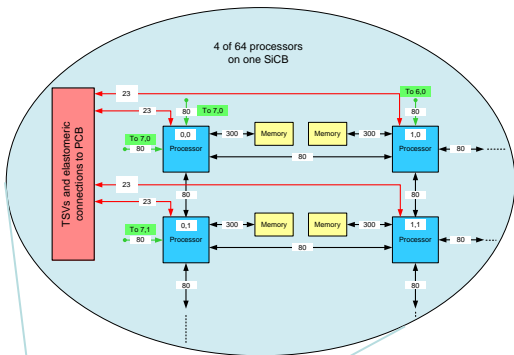 4 of 64 processors
on one SiCB
To 6,0
23
80
To 7,0
80
23
TSVs and elastomeric
connections to PCB
0,0
Processor
300
Memory
Memory
300
1,0
Processor
To 7,0
80
80
80
23
80
80
23
0,1
Processor
300
Memory
Memory
300
1,1
Processor
To 7,1
80
80
80
80
80